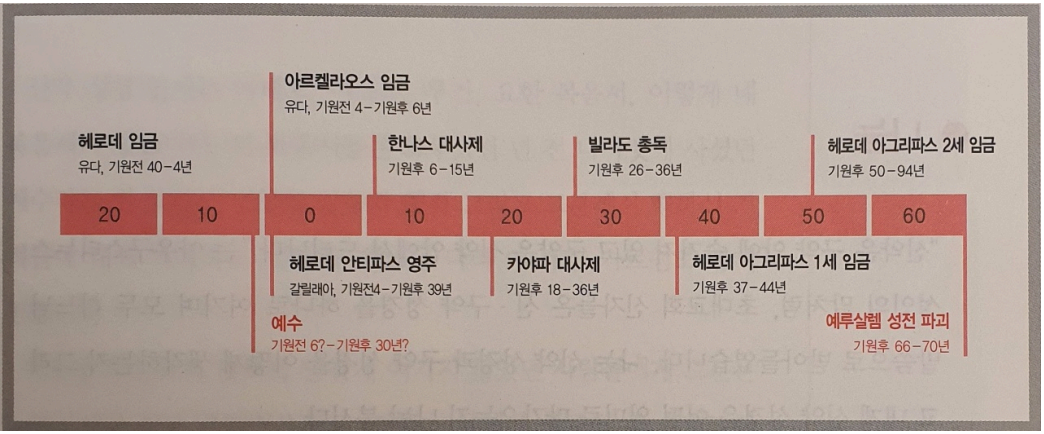 아르켈라오스 임금
유다, 기원전 4-기원후 6년
헤로데 임금
유다, 기원전 40-4년
한나스 대사제
기원후 6-15년
빌라도 총독
기원후 26-36년
헤로데 아그리파스 2세 임금
기원후 50-94년
20 10 0 10 20 30 40 50 60
헤로데 안티파스 영주
갈릴래아, 기원전4-기원후 39년
카야파 대사제
기원후 18-36년
헤로데 아그리파스 1세 임금
기원후 37-44년
예수
기원전 6?-기원후 30년?
예루살렘 성전 파괴
기원후 66-70년